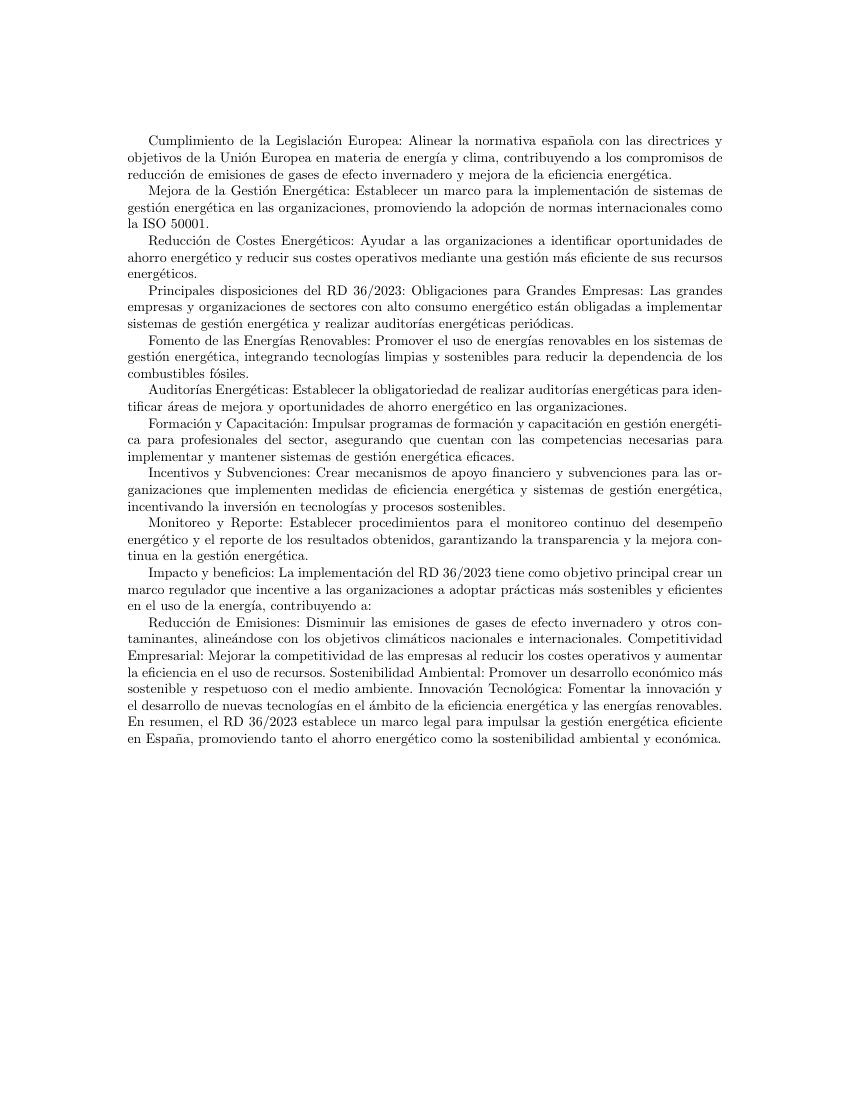 Cumplimiento de la Legislación Europea: Alinear la normativa española con las directrices y
objetivos de la Unión Europea en materia de energía y clima, contribuyendo a los compromisos de
reducción de emisiones de gases de efecto invernadero y mejora de la eficiencia energética.
Mejora de la Gestión Energética: Establecer un marco para la implementación de sistemas de
gestión energética en las organizaciones, promoviendo la adopción de normas internacionales como
la ISO 50001.
Reducción de Costes Energéticos: Ayudar a las organizaciones a identificar oportunidades de
ahorro energético y reducir sus costes operativos mediante una gestión más eficiente de sus recursos
energéticos.
Principales disposiciones del RD 36/2023: Obligaciones para Grandes Empresas: Las grandes
empresas y organizaciones de sectores con alto consumo energético están obligadas a implementar
sistemas de gestión energética y realizar auditorías energéticas periódicas.
Fomento de las Energías Renovables: Promover el uso de energías renovables en los sistemas de
gestión energética, integrando tecnologías limpias y sostenibles para reducir la dependencia de los
combustibles fósiles.
Auditorías Energéticas: Establecer la obligatoriedad de realizar auditorías energéticas para iden-
tificar áreas de mejora y oportunidades de ahorro energético en las organizaciones.
Formación y Capacitación: Impulsar programas de formación y capacitación en gestión energéti-
ca para profesionales del sector, asegurando que cuentan con las competencias necesarias para
implementar y mantener sistemas de gestión energética eficaces.
Incentivos y Subvenciones: Crear mecanismos de apoyo financiero y subvenciones para las or-
ganizaciones que implementen medidas de eficiencia energética y sistemas de gestión energética,
incentivando la inversión en tecnologías y procesos sostenibles.
Monitoreo y Reporte: Establecer procedimientos para el monitoreo continuo del desempeño
energético y el reporte de los resultados obtenidos, garantizando la transparencia y la mejora con-
tinua en la gestión energética.
Impacto y beneficios: La implementación del RD 36/2023 tiene como objetivo principal crear un
marco regulador que incentive a las organizaciones a adoptar prácticas más sostenibles y eficientes
en el uso de la energía, contribuyendo a:
Reducción de Emisiones: Disminuir las emisiones de gases de efecto invernadero y otros con-
taminantes, alineándose con los objetivos climáticos nacionales e internacionales. Competitividad
Empresarial: Mejorar la competitividad de las empresas al reducir los costes operativos y aumentar
la eficiencia en el uso de recursos. Sostenibilidad Ambiental: Promover un desarrollo económico más
sostenible y respetuoso con el medio ambiente. Innovación Tecnológica: Fomentar la innovación y
el desarrollo de nuevas tecnologías en el ámbito de la eficiencia energética y las energías renovables.
En resumen, el RD 36/2023 establece un marco legal para impulsar la gestión energética eficiente
en España, promoviendo tanto el ahorro energético como la sostenibilidad ambiental y económica.